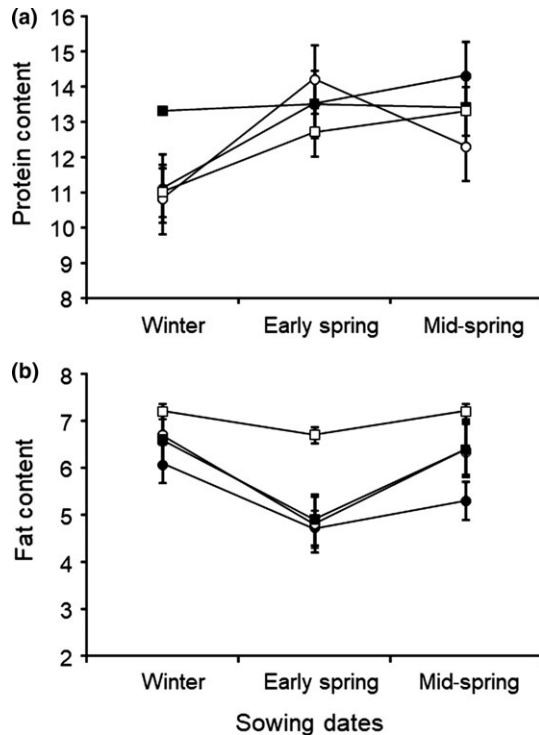 (a)
Protein content
16
15
14
13
12
11
10
9
8
Winter Early spring Mid-spring
(b)
Fat content
8
7
6
5
4
3
2
Winter Early spring Mid-spring
Sowing dates